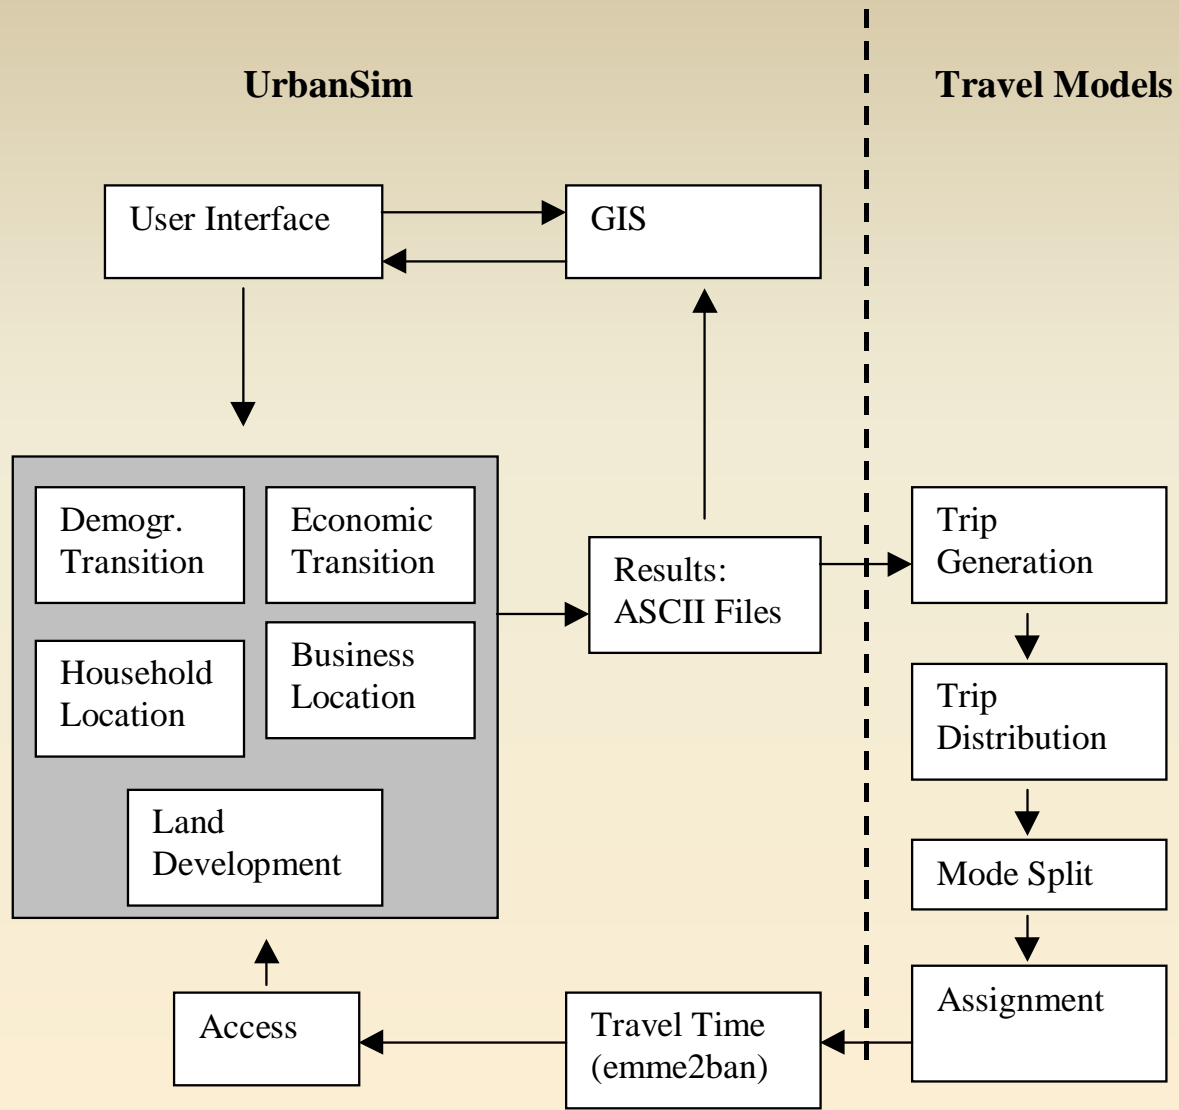 UrbanSim
Travel Models
User Interface
GIS
Demogr.
Transition
Economic
Transition
Household
Location
Business
Location
Land
Development
Results:
ASCII Files
Trip
Generation
Trip
Distribution
Mode Split
Assignment
Travel Time
(emme2ban)
Access